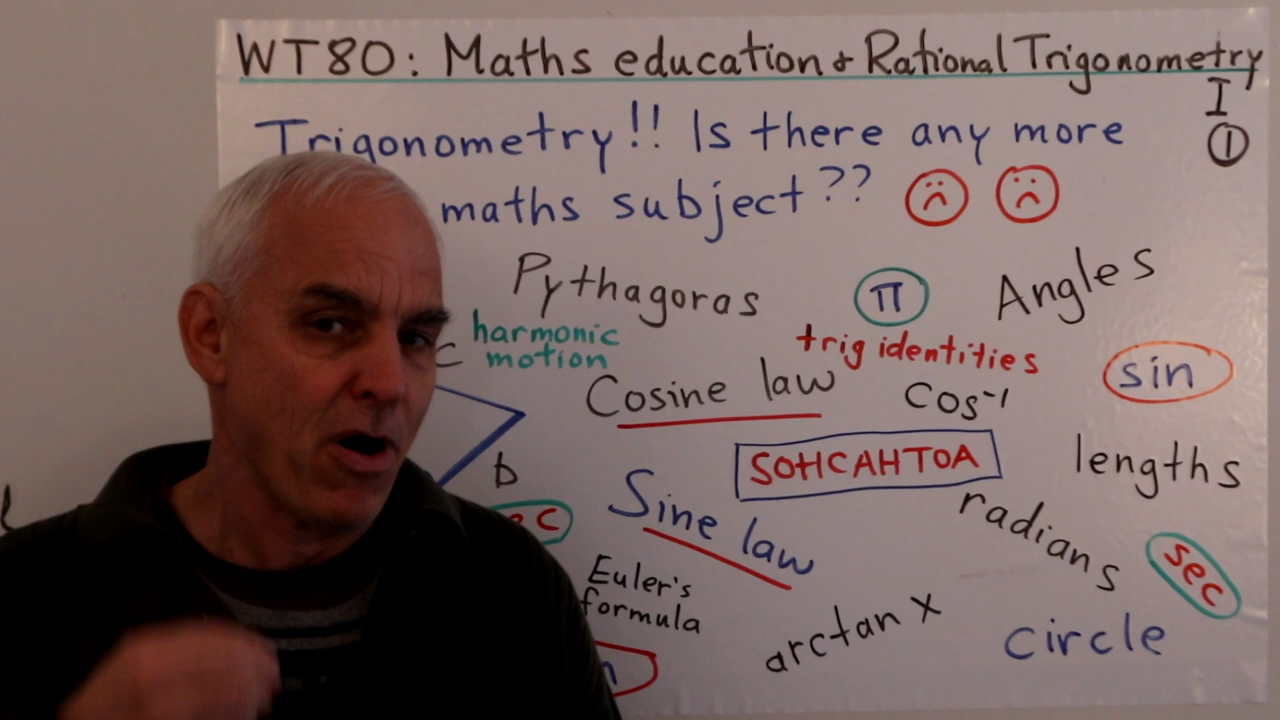 WT80: Maths education & Rational Trigonometry
I
①
Trigonometry!! Is there any more
maths subject??
Pythagoras
π
Angles
harmonic
motion
trig identities
sin
c
Cosine law
cos⁻¹
SOHCAHTOA
lengths
b
Sine law
radians
sec
Euler's
formula
arctan x
circle